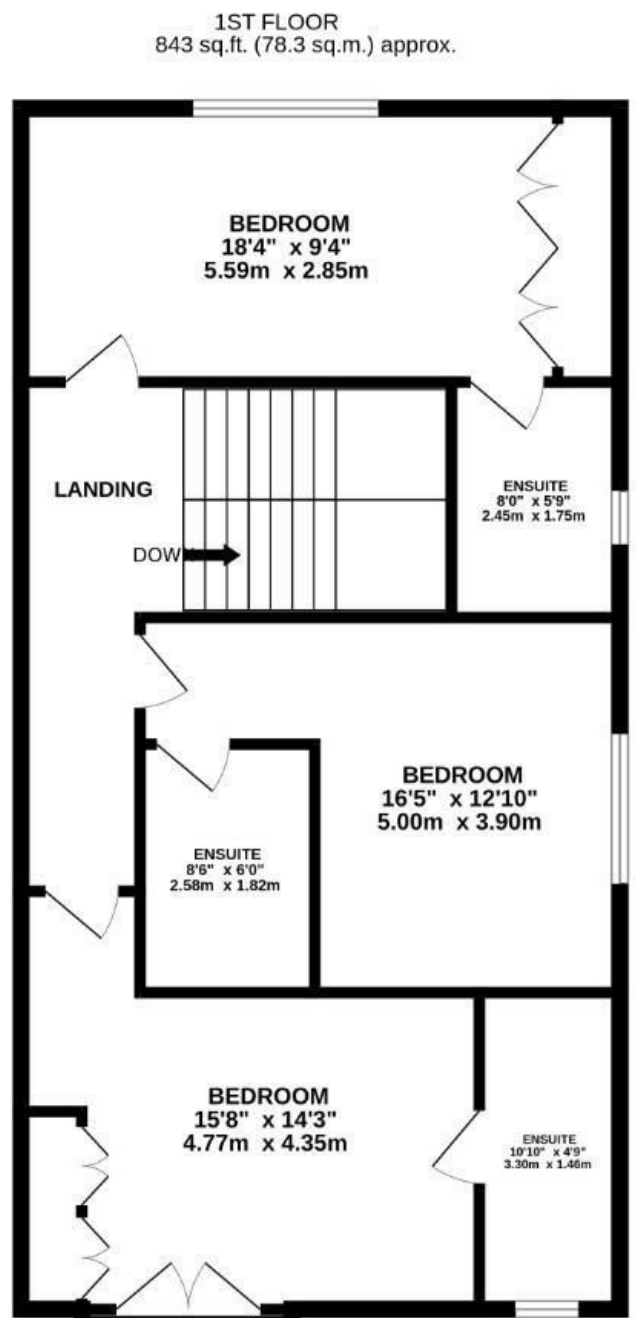 1ST FLOOR
843 sq.ft. (78.3 sq.m.) approx.
BEDROOM
18'4" x 9'4"
5.59m x 2.85m
LANDING
ENSUITE
8'0" x 5'9"
2.45m x 1.75m
DOW
BEDROOM
16'5" x 12'10"
5.00m x 3.90m
ENSUITE
8'6" x 6'0"
2.58m x 1.82m
BEDROOM
15'8" x 14'3"
4.77m x 4.35m
ENSUITE
10'10" x 4'9"
3.30m x 1.46m